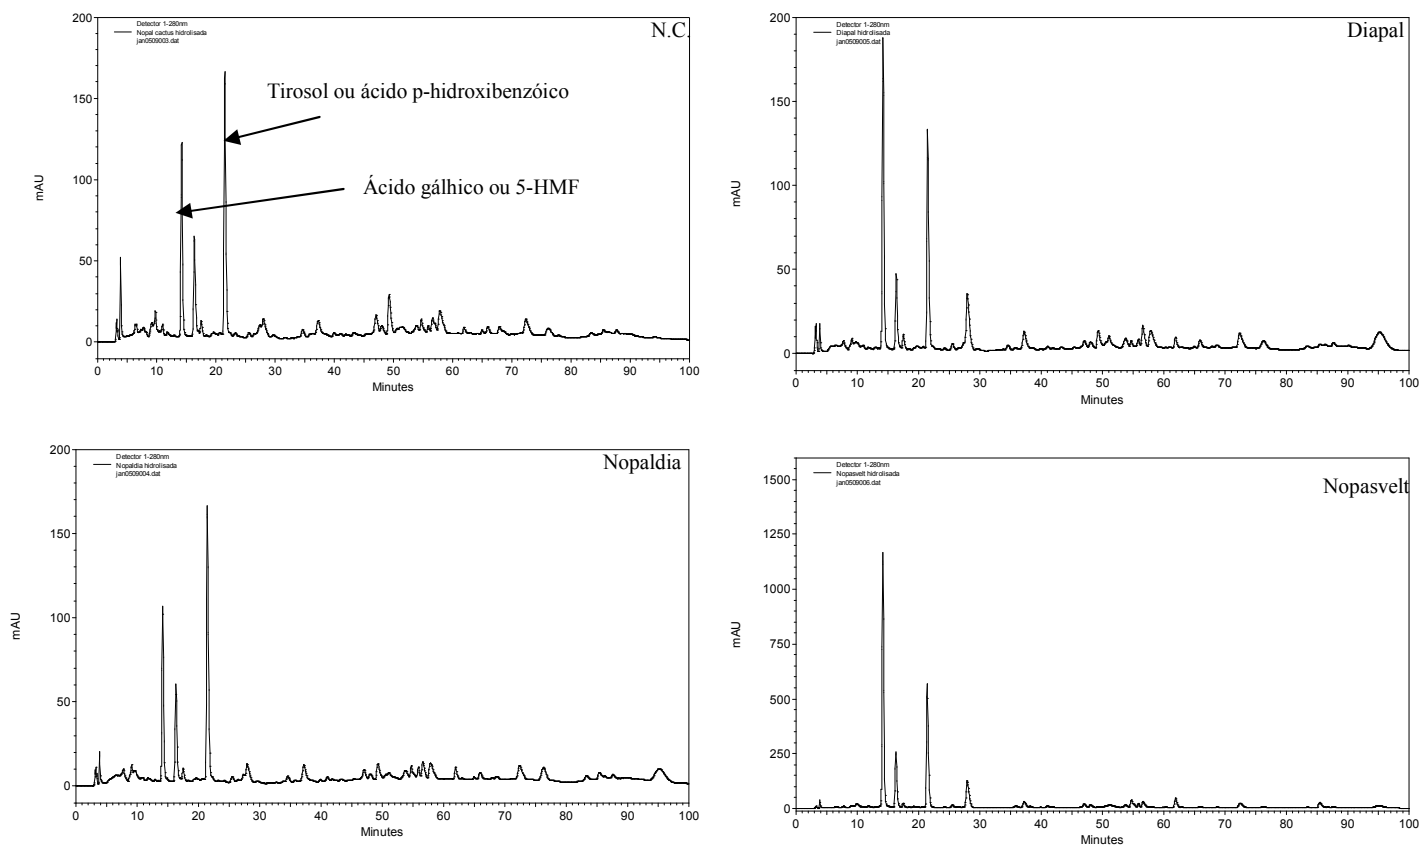 Detector 1-280nm
Nopal cactus hidrolisada
jan0509003.dat
N.C.
Tirosol ou ácido p-hidroxibenzóico
Ácido gálhico ou 5-HMF
mAU
200
150
100
50
0
0 10 20 30 40 50 60 70 80 90 100
Minutes
Detector 1-280nm
Diapal hidrolisada
jan0509005.dat
Diapal
mAU
200
150
100
50
0
0 10 20 30 40 50 60 70 80 90 100
Minutes
Detector 1-280nm
Nopaldia hidrolisada
jan0509004.dat
Nopaldia
mAU
200
150
100
50
0
0 10 20 30 40 50 60 70 80 90 100
Minutes
Detector 1-280nm
Nopasvelt hidrolisada
jan0509006.dat
Nopasvelt
mAU
1500
1250
1000
750
500
250
0
0 10 20 30 40 50 60 70 80 90 100
Minutes